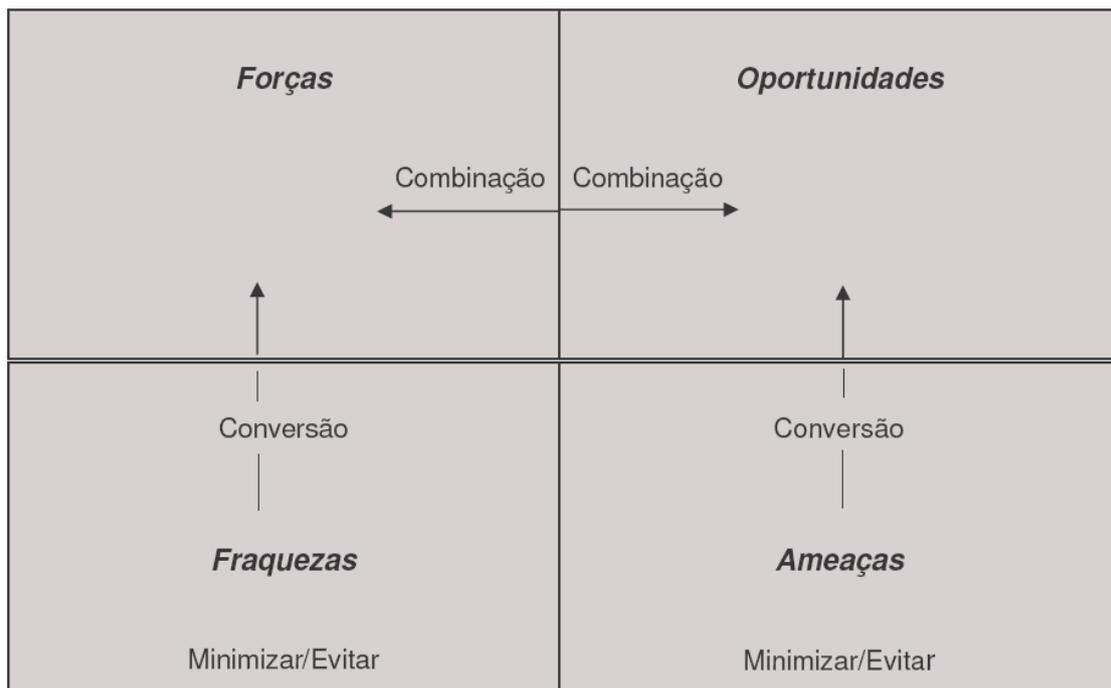 Forças
Oportunidades
Combinação Combinação
Conversão
Conversão
Fraquezas
Ameaças
Minimizar/Evitar
Minimizar/Evitar